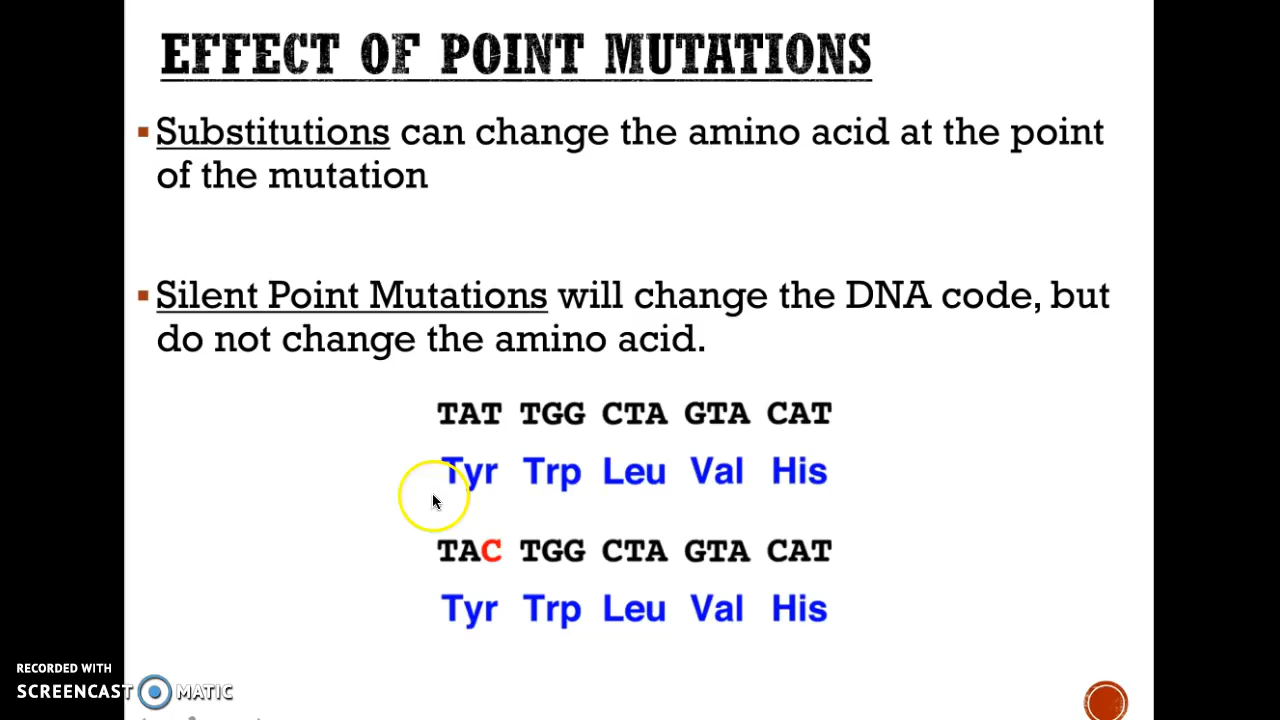 EFFECT OF POINT MUTATIONS
▪ Substitutions can change the amino acid at the point
of the mutation
▪ Silent Point Mutations will change the DNA code, but
do not change the amino acid.
TAT TGG CTA GTA CAT
Tyr Trp Leu Val His
TAC TGG CTA GTA CAT
Tyr Trp Leu Val His
RECORDED WITH
SCREENCAST MATIC